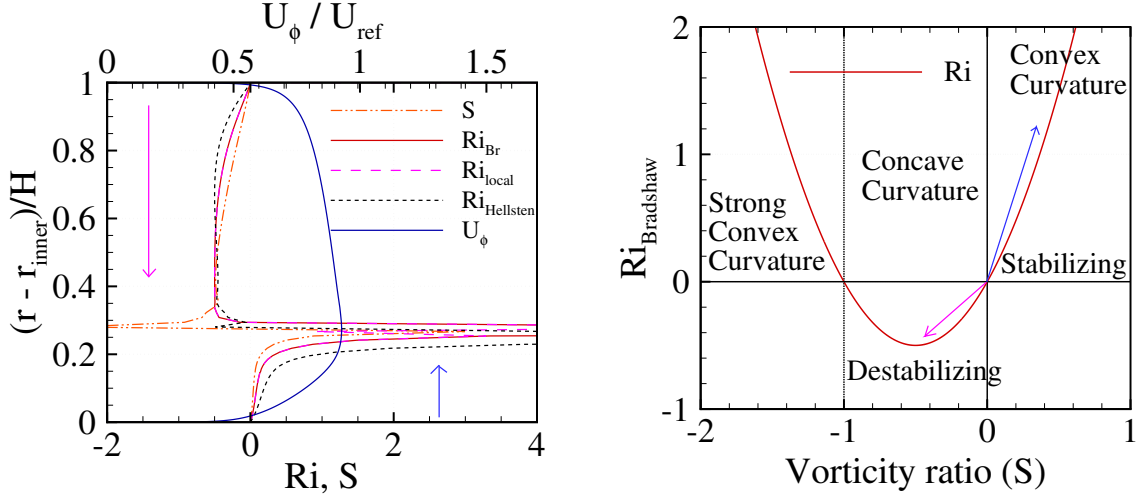 U_ϕ / U_ref
0 0.5 1 1.5
1
0.8
0.6
0.4
0.2
0
(r - r_inner)/H
S
Ri_Br
Ri_local
Ri_Hellsten
U_ϕ
-2 0 2 4
Ri, S
2
1
0
-1
Ri_Bradshaw
Ri
Convex
Curvature
Concave
Curvature
Strong
Convex
Curvature
Stabilizing
Destabilizing
-2 -1 0 1
Vorticity ratio (S)